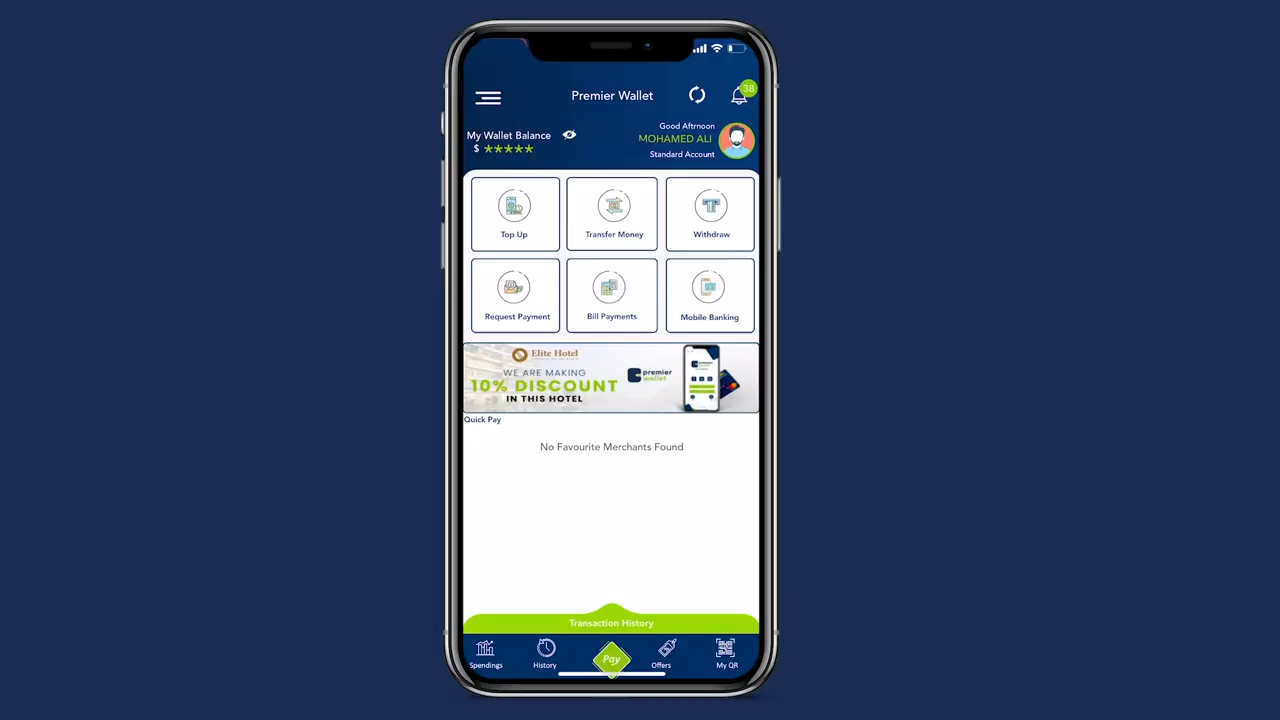 Premier Wallet
38
Good Aftrnoon
My Wallet Balance
MOHAMED ALI
$ *****
Standard Account
Top Up
Transfer Money
Withdraw
Request Payment
Bill Payments
Mobile Banking
Elite Hotel
WE ARE MAKING
10% DISCOUNT
IN THIS HOTEL
premier
wallet
Quick Pay
No Favourite Merchants Found
Transaction History
Pay
Spendings
History
Offers
My QR